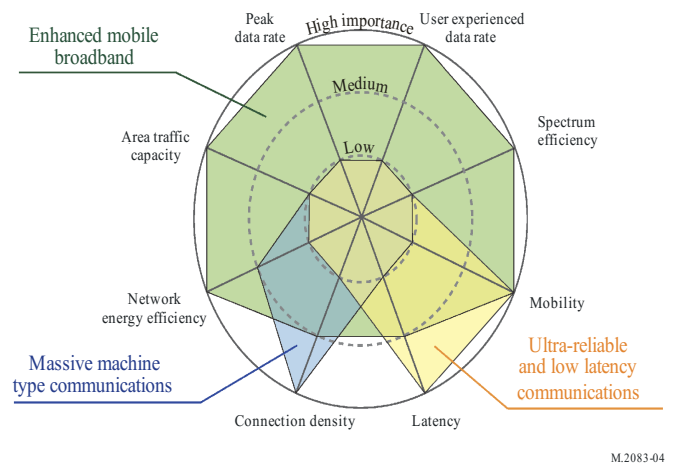 Peak
data rate
High importance
User experienced
data rate
Enhanced mobile
broadband
Medium
Area traffic
capacity
Low
Spectrum
efficiency
Network
energy efficiency
Mobility
Massive machine
type communications
Ultra-reliable
and low latency
communications
Connection density
Latency
M.2083-04